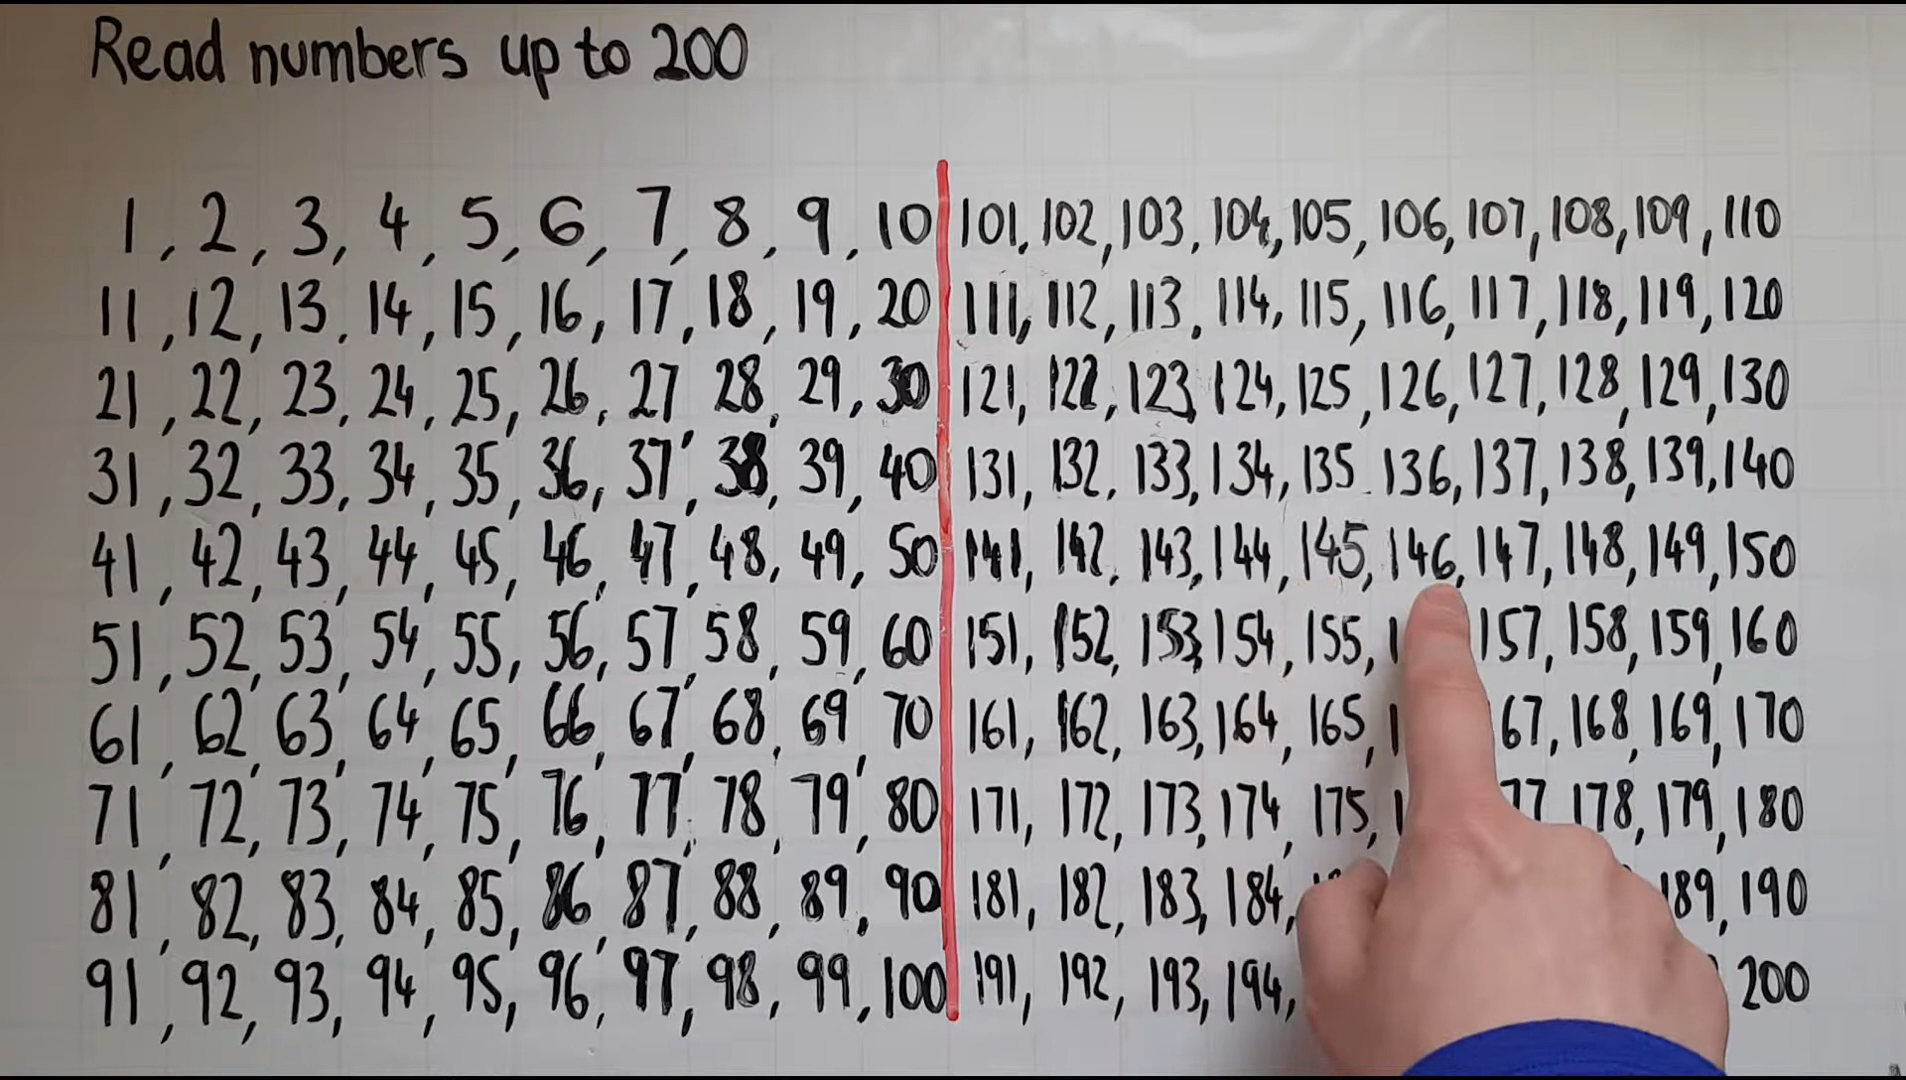 Read numbers up to 200
1, 2, 3, 4, 5, 6, 7, 8, 9, 10 101, 102, 103, 104, 105, 106, 107, 108, 109, 110
11, 12, 13, 14, 15, 16, 17, 18, 19, 20 111, 112, 113, 114, 115, 116, 117, 118, 119, 120
21, 22, 23, 24, 25, 26, 27, 28, 29, 30 121, 122, 123, 124, 125, 126, 127, 128, 129, 130
31, 32, 33, 34, 35, 36, 37, 38, 39, 40 131, 132, 133, 134, 135, 136, 137, 138, 139, 140
41, 42, 43, 44, 45, 46, 47, 48, 49, 50 141, 142, 143, 144, 145, 146, 147, 148, 149, 150
51, 52, 53, 54, 55, 56, 57, 58, 59, 60 151, 152, 153, 154, 155, 157, 158, 159, 160
61, 62, 63, 64, 65, 66, 67, 68, 69, 70 161, 162, 163, 164, 165, 67, 168, 169, 170
71, 72, 73, 74, 75, 76, 77, 78, 79, 80 171, 172, 173, 174, 175, 178, 179, 180
81, 82, 83, 84, 85, 86, 87, 88, 89, 90 181, 182, 183, 184, 189, 190
91, 92, 93, 94, 95, 96, 97, 98, 99, 100 191, 192, 193, 194, 200